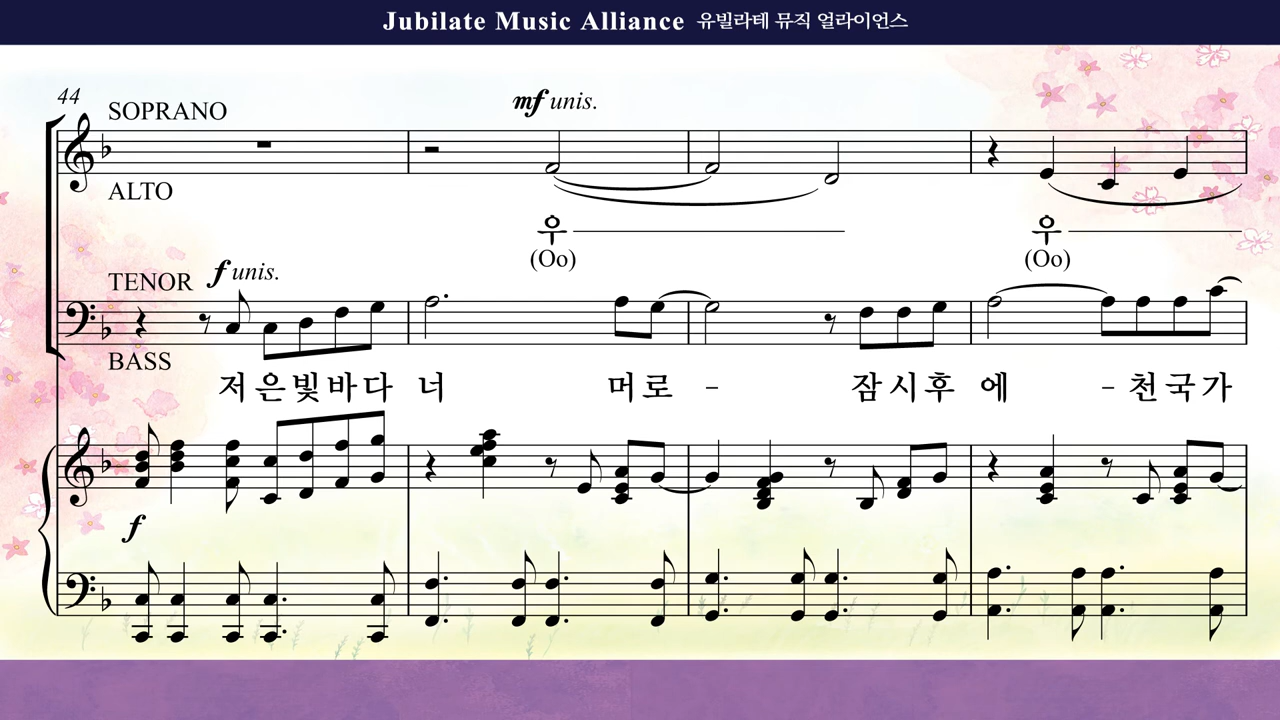 Jubilate Music Alliance 유빌라테 뮤직 얼라이언스
44
SOPRANO
mf unis.
ALTO
우 우
(Oo) (Oo)
TENOR f unis.
BASS
저 은 빛 바 다 너 머 로 - 잠 시 후 에 - 천 국 가
f